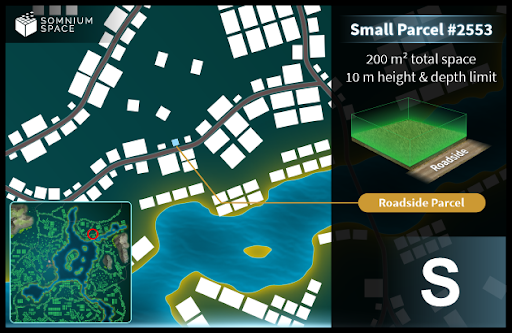 SOMNIUM
SPACE
Small Parcel #2553
200 m² total space
10 m height & depth limit
Roadside
Roadside Parcel
S